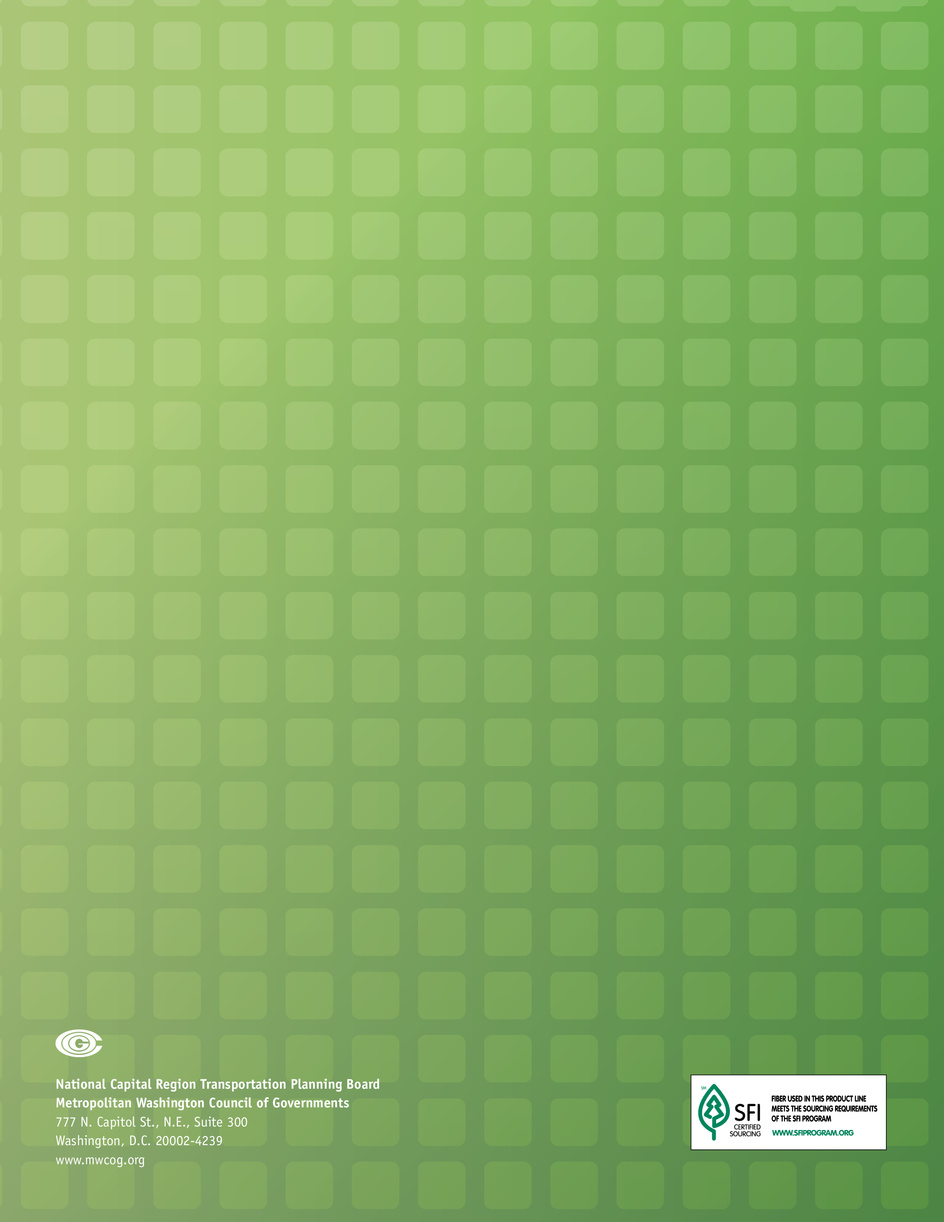 National Capital Region Transportation Planning Board
Metropolitan Washington Council of Governments
777 N. Capitol St., N.E., Suite 300
Washington, D.C. 20002-4239
www.mwcog.org
SFI
CERTIFIED
SOURCING
FIBER USED IN THIS PRODUCT LINE
MEETS THE SOURCING REQUIREMENTS
OF THE SFI PROGRAM
WWW.SFIPROGRAM.ORG